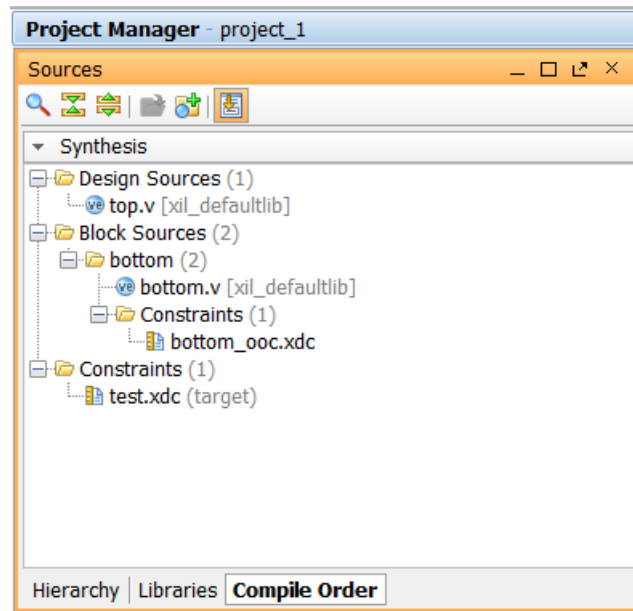 Project Manager - project_1
Sources
Synthesis
Design Sources (1)
top.v [xil_defaultlib]
Block Sources (2)
bottom (2)
bottom.v [xil_defaultlib]
Constraints (1)
bottom_ooc.xdc
Constraints (1)
test.xdc (target)
Hierarchy Libraries Compile Order